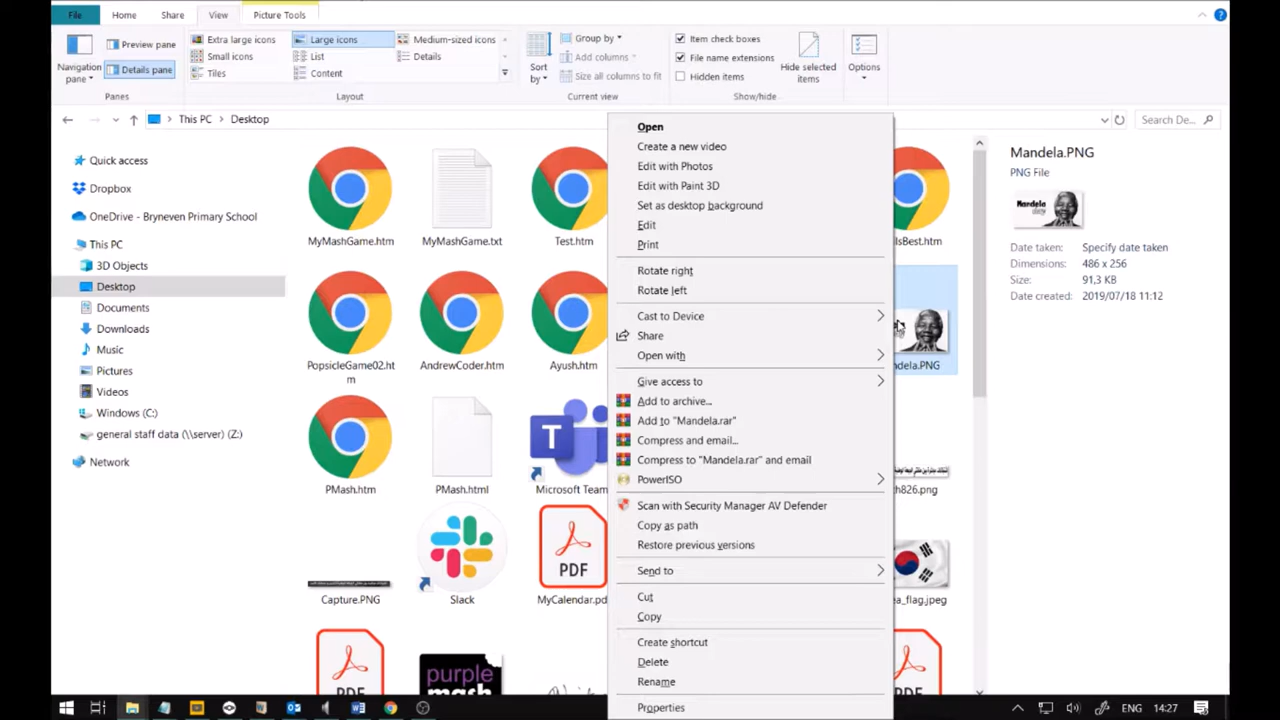 File
Home
Share
View
Picture Tools
Navigation
pane
Preview pane
Details pane
Panes
Extra large icons
Large icons
Medium-sized icons
Small icons
List
Details
Tiles
Content
Layout
Sort
by
Group by
Add columns
Size all columns to fit
Current view
Item check boxes
File name extensions
Hidden items
Hide selected
items
Show/hide
Options
This PC
Desktop
Search De...
Quick access
Dropbox
OneDrive - Bryneven Primary School
This PC
3D Objects
Desktop
Documents
Downloads
Music
Pictures
Videos
Windows (C:)
general staff data (\\server) (Z:)
Network
MyMashGame.htm
MyMashGame.txt
Test.htm
lsBest.htm
PopsicleGame02.ht
m
AndrewCoder.htm
Ayush.htm
ndela.PNG
PMash.htm
PMash.html
T
Microsoft Team
h826.png
Capture.PNG
Slack
PDF
MyCalendar.pd
ea_flag.jpeg
PDF
purple
mash
PDF
Open
Create a new video
Edit with Photos
Edit with Paint 3D
Set as desktop background
Edit
Print
Rotate right
Rotate left
Cast to Device
Share
Open with
Give access to
Add to archive...
Add to "Mandela.rar"
Compress and email...
Compress to "Mandela.rar" and email
PowerISO
Scan with Security Manager AV Defender
Copy as path
Restore previous versions
Send to
Cut
Copy
Create shortcut
Delete
Rename
Properties
Mandela.PNG
PNG File
Mandela
day
Date taken: Specify date taken
Dimensions: 486 x 256
Size: 91,3 KB
Date created: 2019/07/18 11:12
ENG
14:27